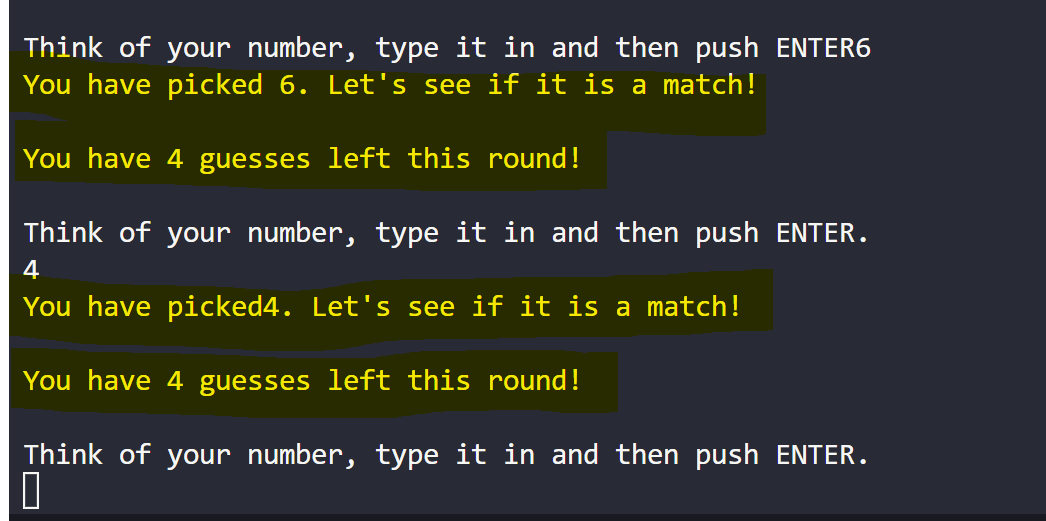 Think of your number, type it in and then push ENTER6
You have picked 6. Let's see if it is a match!
You have 4 guesses left this round!
Think of your number, type it in and then push ENTER.
4
You have picked4. Let's see if it is a match!
You have 4 guesses left this round!
Think of your number, type it in and then push ENTER.